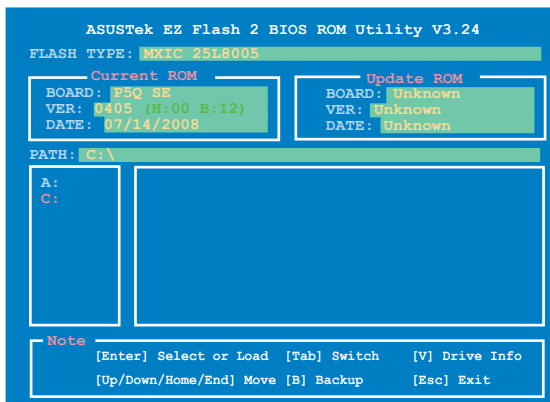 ASUSTek EZ Flash 2 BIOS ROM Utility V3.24
FLASH TYPE: MXIC 25L8005
Current ROM
BOARD: P5Q SE
VER: 0405 (H:00 B:12)
DATE: 07/14/2008
Update ROM
BOARD: Unknown
VER: Unknown
DATE: Unknown
PATH: C:\
A:
C:
Note
[Enter] Select or Load [Tab] Switch [V] Drive Info
[Up/Down/Home/End] Move [B] Backup [Esc] Exit